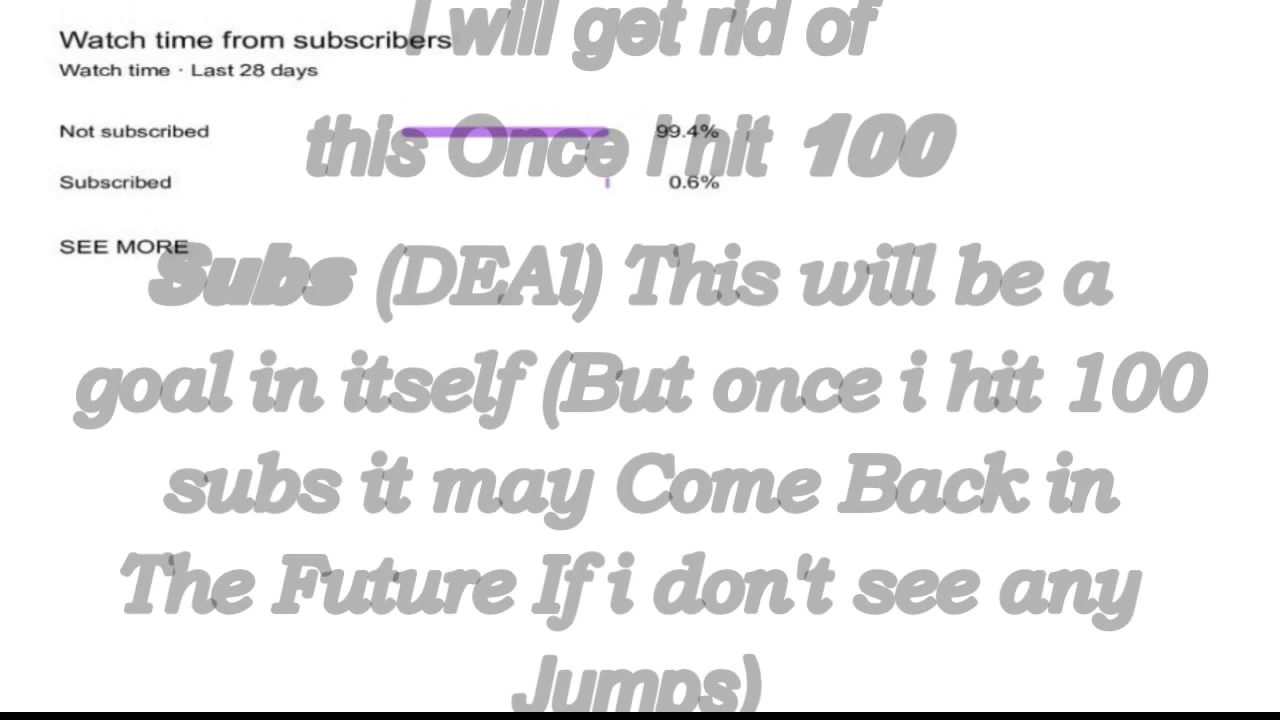 I will get rid of
Watch time from subscribers
Watch time · Last 28 days
Not subscribed 99.4%
this Once I hit 100
Subscribed 0.6%
SEE MORE
Subs (DEAl) This will be a
goal in itself (But once i hit 100
subs it may Come Back in
The Future If i don't see any
Jumps)